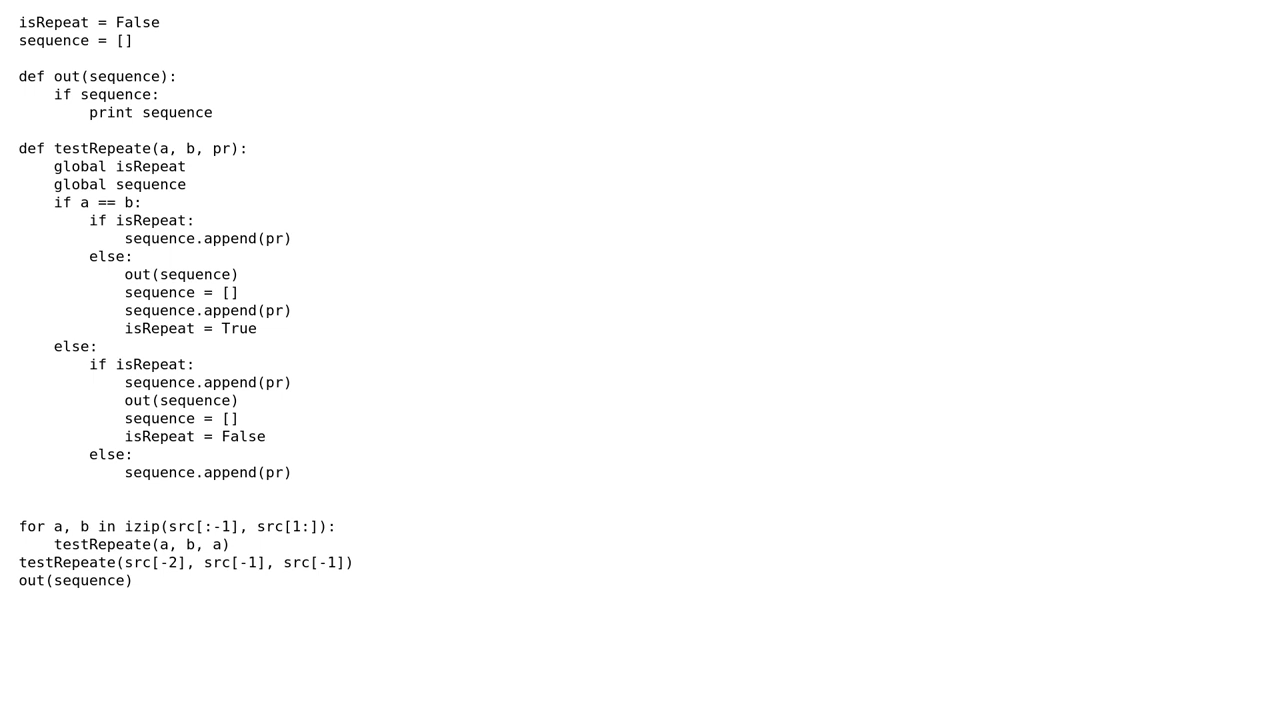 isRepeat = False
sequence = []

def out(sequence):
    if sequence:
        print sequence

def testRepeate(a, b, pr):
    global isRepeat
    global sequence
    if a == b:
        if isRepeat:
            sequence.append(pr)
        else:
            out(sequence)
            sequence = []
            sequence.append(pr)
            isRepeat = True
    else:
        if isRepeat:
            sequence.append(pr)
            out(sequence)
            sequence = []
            isRepeat = False
        else:
            sequence.append(pr)


for a, b in izip(src[:-1], src[1:]):
    testRepeate(a, b, a)
testRepeate(src[-2], src[-1], src[-1])
out(sequence)